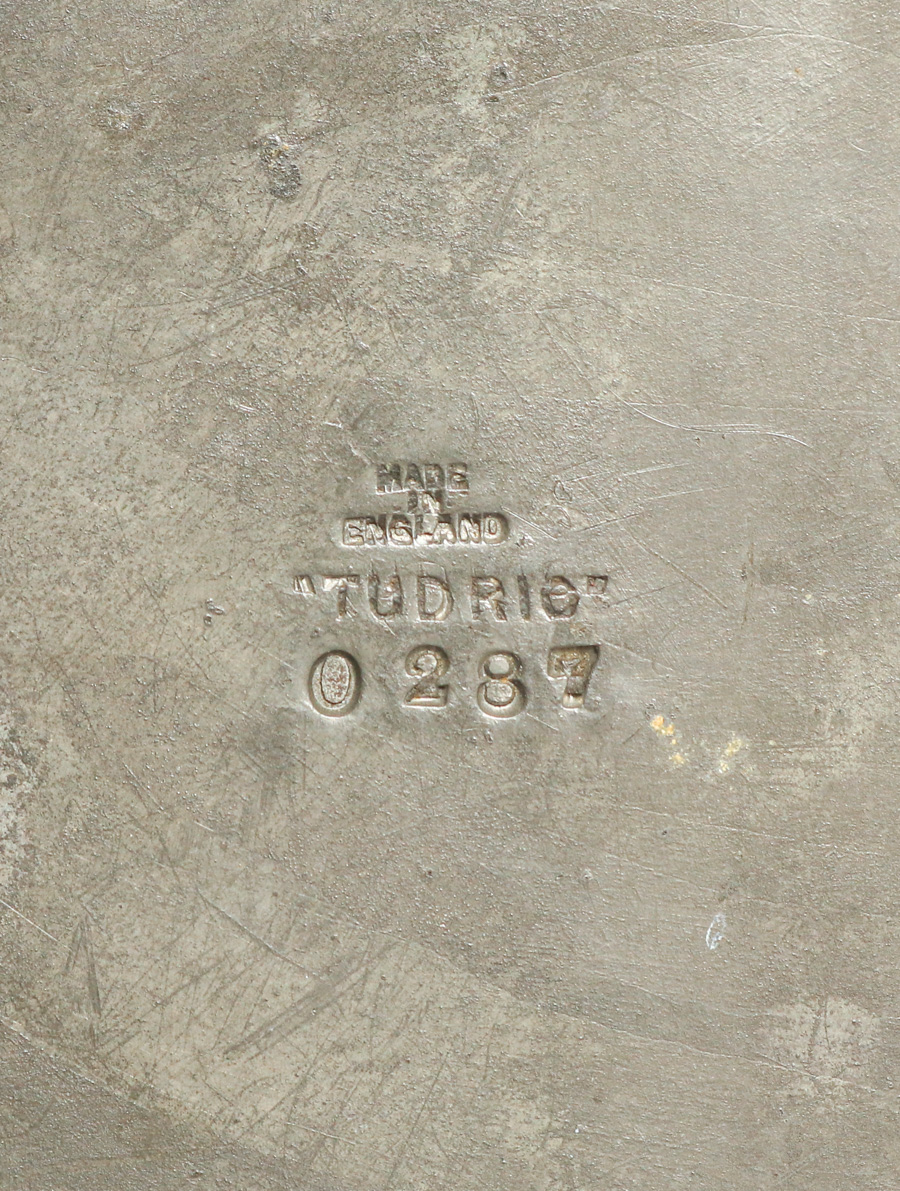 MADE
IN
ENGLAND
"TUDRIC"
0287